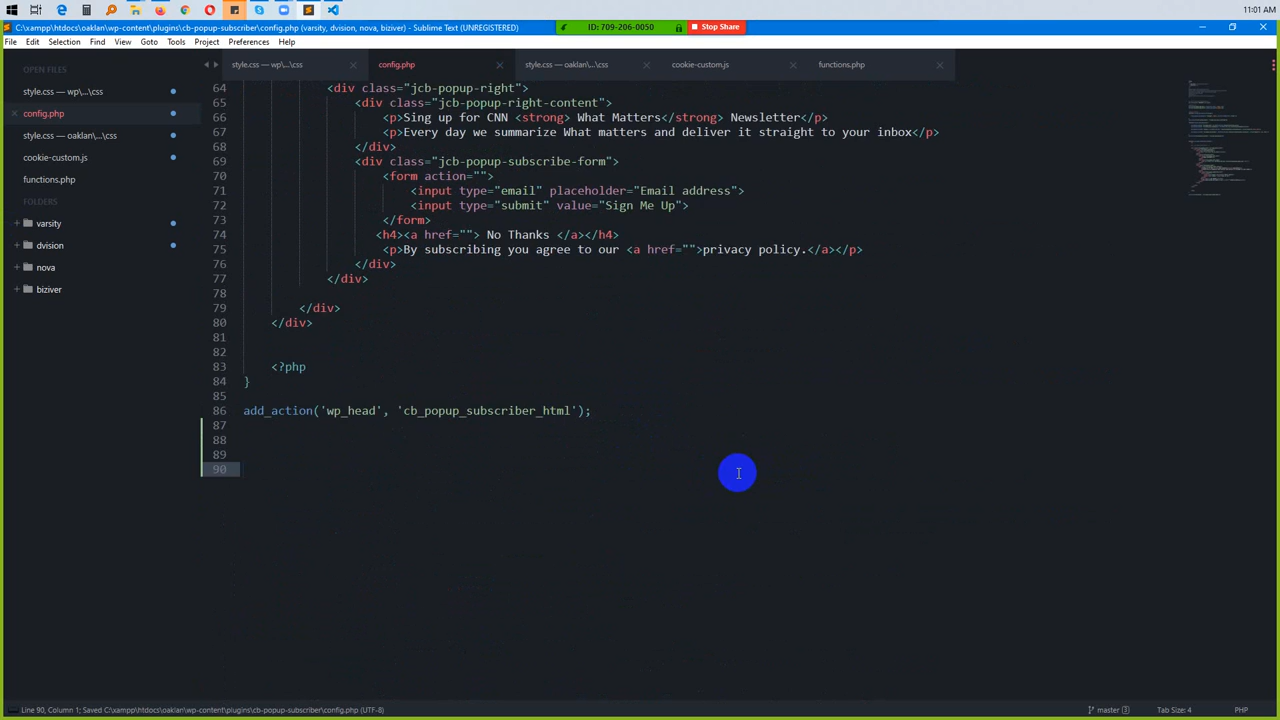 11:01 AM
C:\xampp\htdocs\oaklan\wp-content\plugins\cb-popup-subscriber\config.php (varsity, dvision, nova, biziver) - Sublime Text (UNREGISTERED)
ID: 709-206-0050
Stop Share
File Edit Selection Find View Goto Tools Project Preferences Help
OPEN FILES
style.css — wp\...\css
config.php
style.css — oaklan\...\css
cookie-custom.js
functions.php
FOLDERS
varsity
dvision
nova
biziver
style.css — wp\...\css config.php style.css — oaklan\...\css cookie-custom.js functions.php
64 <div class="jcb-popup-right">
65 <div class="jcb-popup-right-content">
66 <p>Sing up for CNN <strong> What Matters</strong> Newsletter</p>
67 <p>Every day we summarize What matters and deliver it straight to your inbox</p>
68 </div>
69 <div class="jcb-popup-subscribe-form">
70 <form action="">
71 <input type="email" placeholder="Email address">
72 <input type="submit" value="Sign Me Up">
73 </form>
74 <h4><a href=""> No Thanks </a></h4>
75 <p>By subscribing you agree to our <a href="">privacy policy.</a></p>
76 </div>
77 </div>
78
79 </div>
80 </div>
81
82
83 <?php
84 }
85
86 add_action('wp_head', 'cb_popup_subscriber_html');
87
88
89
90
Line 90, Column 1; Saved C:\xampp\htdocs\oaklan\wp-content\plugins\cb-popup-subscriber\config.php (UTF-8)
master 3
Tab Size: 4
PHP